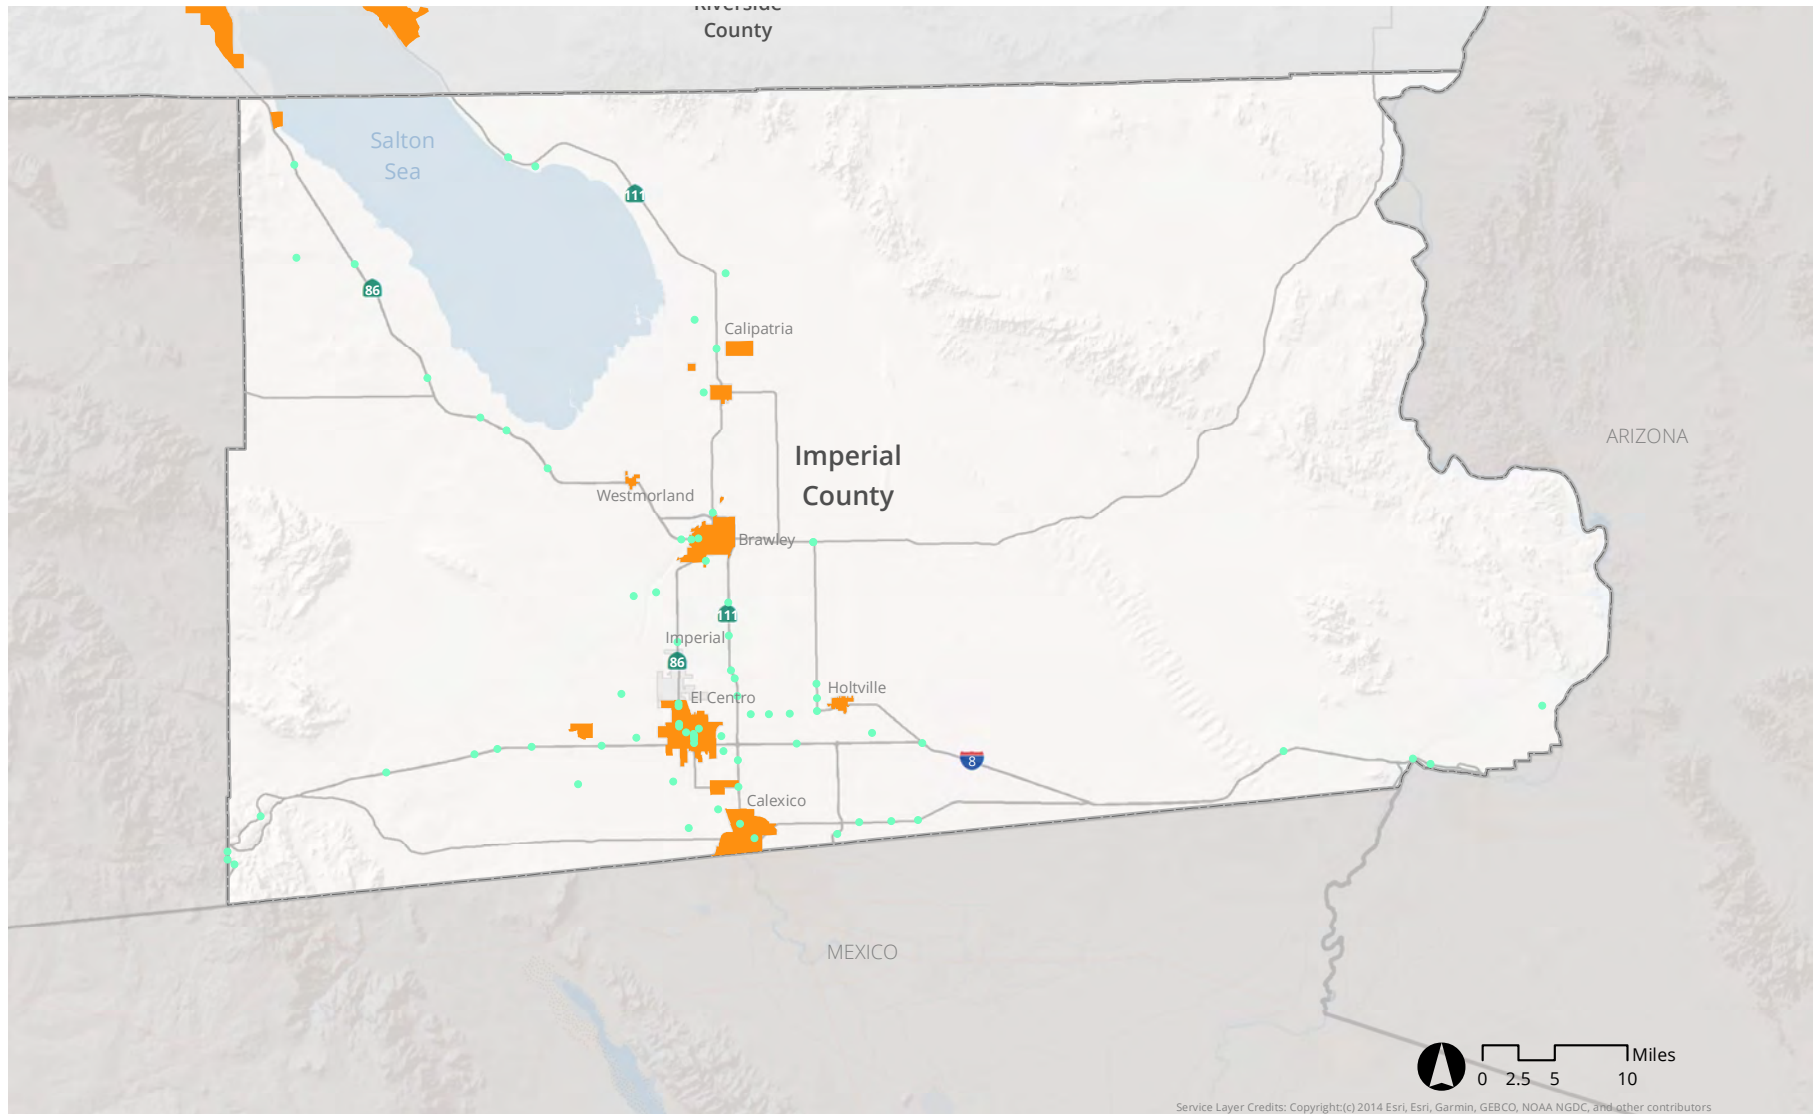 Riverside
County
Salton
Sea
111
86
Calipatria
ARIZONA
Imperial
County
Westmorland
Brawley
111
Imperial
86
El Centro
Holtville
8
Calexico
MEXICO
Miles
0 2.5 5 10
Service Layer Credits: Copyright:(c) 2014 Esri, Esri, Garmin, GEBCO, NOAA NGDC, and other contributors